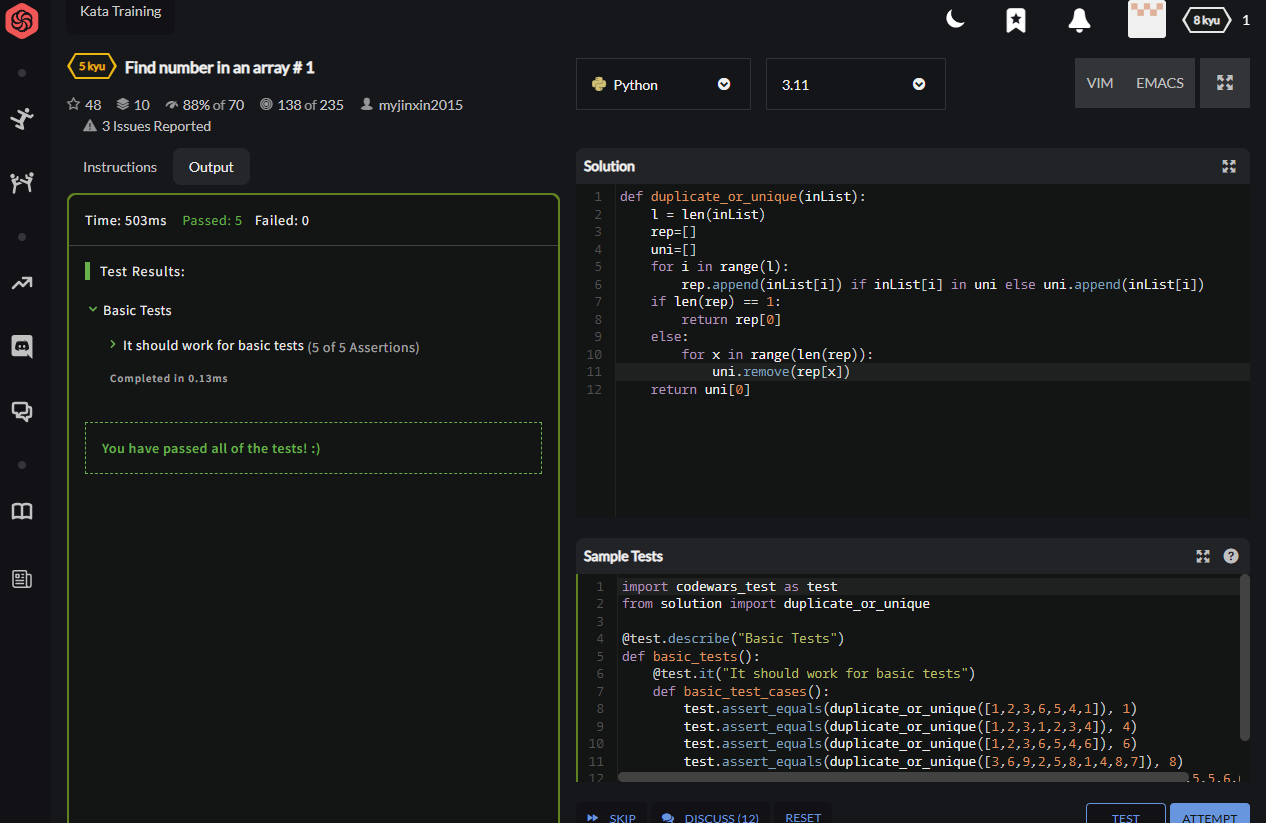 Kata Training
8 kyu 1
5 kyu Find number in an array # 1
48 10 88% of 70 138 of 235 myjinxin2015
3 Issues Reported
Instructions Output
Time: 503ms Passed: 5 Failed: 0
Test Results:
Basic Tests
It should work for basic tests (5 of 5 Assertions)
Completed in 0.13ms
You have passed all of the tests! :)
Python 3.11 VIM EMACS
Solution
1 def duplicate_or_unique(inList):
2 l = len(inList)
3 rep=[]
4 uni=[]
5 for i in range(l):
6 rep.append(inList[i]) if inList[i] in uni else uni.append(inList[i])
7 if len(rep) == 1:
8 return rep[0]
9 else:
10 for x in range(len(rep)):
11 uni.remove(rep[x])
12 return uni[0]
Sample Tests
1 import codewars_test as test
2 from solution import duplicate_or_unique
3
4 @test.describe("Basic Tests")
5 def basic_tests():
6 @test.it("It should work for basic tests")
7 def basic_test_cases():
8 test.assert_equals(duplicate_or_unique([1,2,3,6,5,4,1]), 1)
9 test.assert_equals(duplicate_or_unique([1,2,3,1,2,3,4]), 4)
10 test.assert_equals(duplicate_or_unique([1,2,3,6,5,4,6]), 6)
11 test.assert_equals(duplicate_or_unique([3,6,9,2,5,8,1,4,8,7]), 8)
12
SKIP DISCUSS (12) RESET TEST ATTEMPT